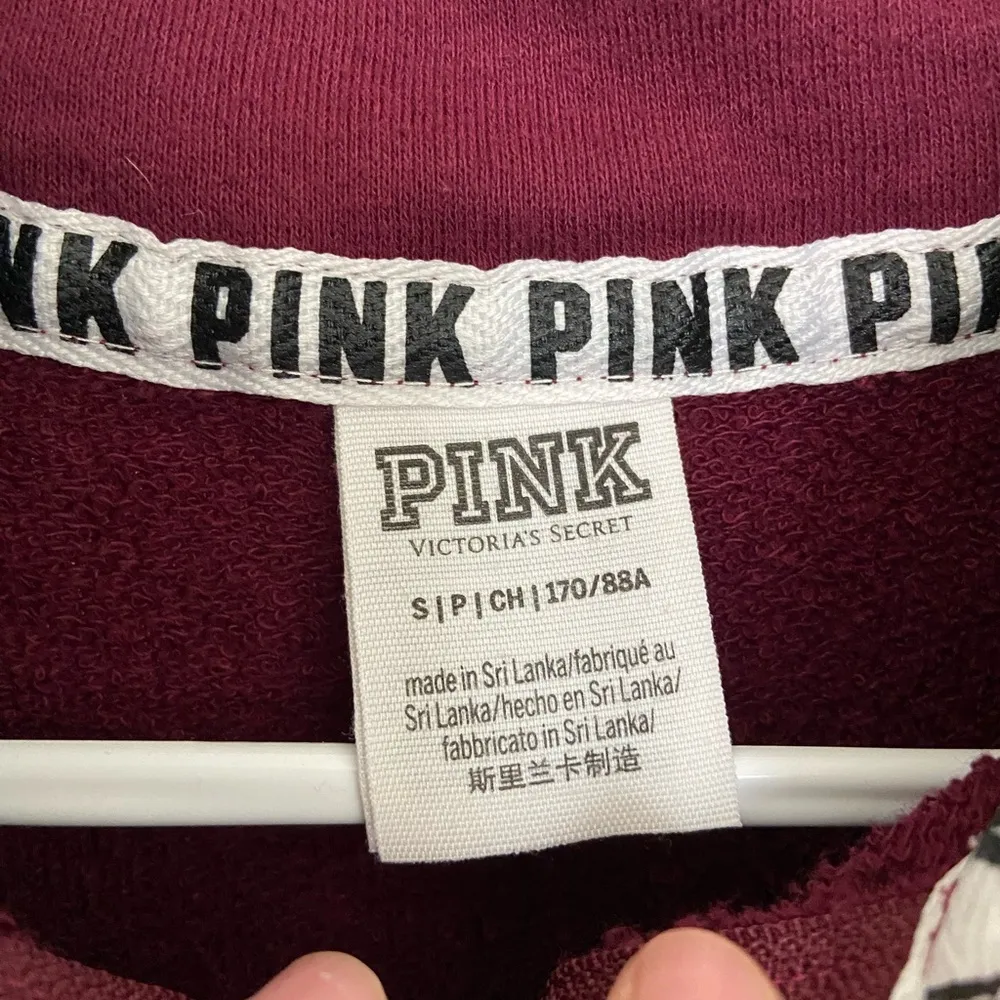 NK PINK PINK PI
PINK
VICTORIA'S SECRET
S|P|CH|170/88A
made in Sri Lanka/fabriqué au
Sri Lanka/hecho en Sri Lanka/
fabbricato in Sri Lanka/
斯里兰卡制造